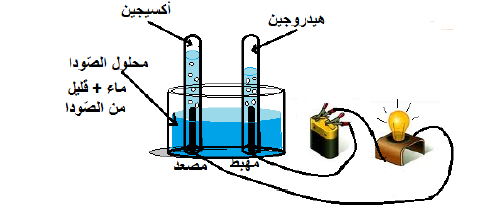 أكسيجين
هيدروجين
محلول الصّودا
ماء + قليل
من الصّودا
مصعد
مهبط